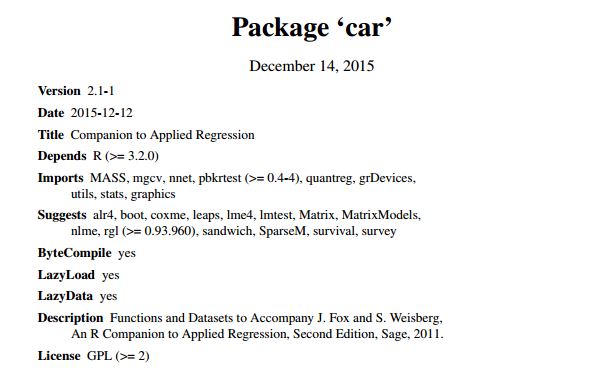 Package ‘car’
December 14, 2015
Version 2.1-1
Date 2015-12-12
Title Companion to Applied Regression
Depends R (>= 3.2.0)
Imports MASS, mgcv, nnet, pbkrtest (>= 0.4-4), quantreg, grDevices,
utils, stats, graphics
Suggests alr4, boot, coxme, leaps, lme4, lmtest, Matrix, MatrixModels,
nlme, rgl (>= 0.93.960), sandwich, SparseM, survival, survey
ByteCompile yes
LazyLoad yes
LazyData yes
Description Functions and Datasets to Accompany J. Fox and S. Weisberg,
An R Companion to Applied Regression, Second Edition, Sage, 2011.
License GPL (>= 2)